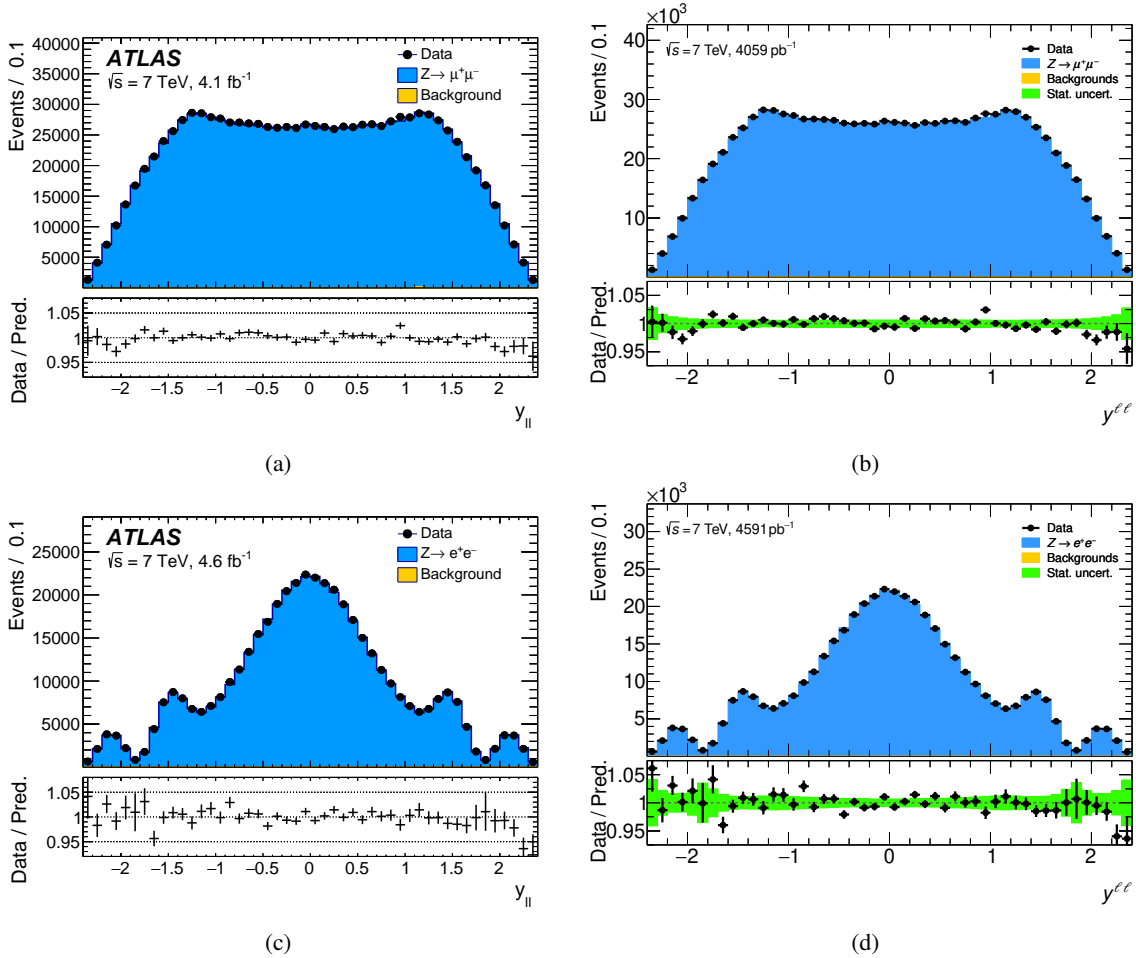 40000
35000
30000
25000
20000
15000
10000
5000
Events / 0.1
ATLAS
√s = 7 TeV, 4.1 fb⁻¹
Data
Z→ μ⁺μ⁻
Background
1.05
1
0.95
Data / Pred.
−2 −1.5 −1 −0.5 0 0.5 1 1.5 2
y_ll
(a)
×10³
40
30
20
10
Events / 0.1
√s = 7 TeV, 4059 pb⁻¹
Data
Z→ μ⁺μ⁻
Backgrounds
Stat. uncert.
1.05
1
0.95
Data / Pred.
−2 −1 0 1 2
y^ℓℓ
(b)
25000
20000
15000
10000
5000
Events / 0.1
ATLAS
√s = 7 TeV, 4.6 fb⁻¹
Data
Z→ e⁺e⁻
Background
1.05
1
0.95
Data / Pred.
−2 −1.5 −1 −0.5 0 0.5 1 1.5 2
y_ll
(c)
×10³
30
25
20
15
10
5
Events / 0.1
√s = 7 TeV, 4591 pb⁻¹
Data
Z→ e⁺e⁻
Backgrounds
Stat. uncert.
1.05
1
0.95
Data / Pred.
−2 −1 0 1 2
y^ℓℓ
(d)